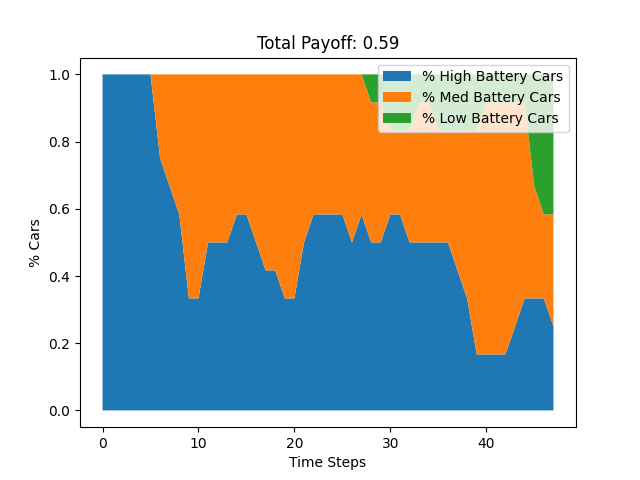 Total Payoff: 0.59
% High Battery Cars
% Med Battery Cars
% Low Battery Cars
1.0
0.8
0.6
0.4
0.2
0.0
% Cars
0 10 20 30 40
Time Steps